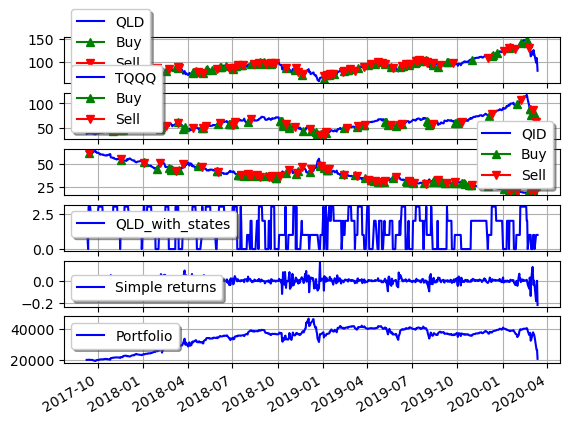 QLD
Buy
Sell
150
100
TQQQ
Buy
Sell
100
50
QID
Buy
Sell
50
25
QLD_with_states
2.5
0.0
Simple returns
0.0
−0.2
Portfolio
40000
20000
2017-10
2018-01
2018-04
2018-07
2018-10
2019-01
2019-04
2019-07
2019-10
2020-01
2020-04